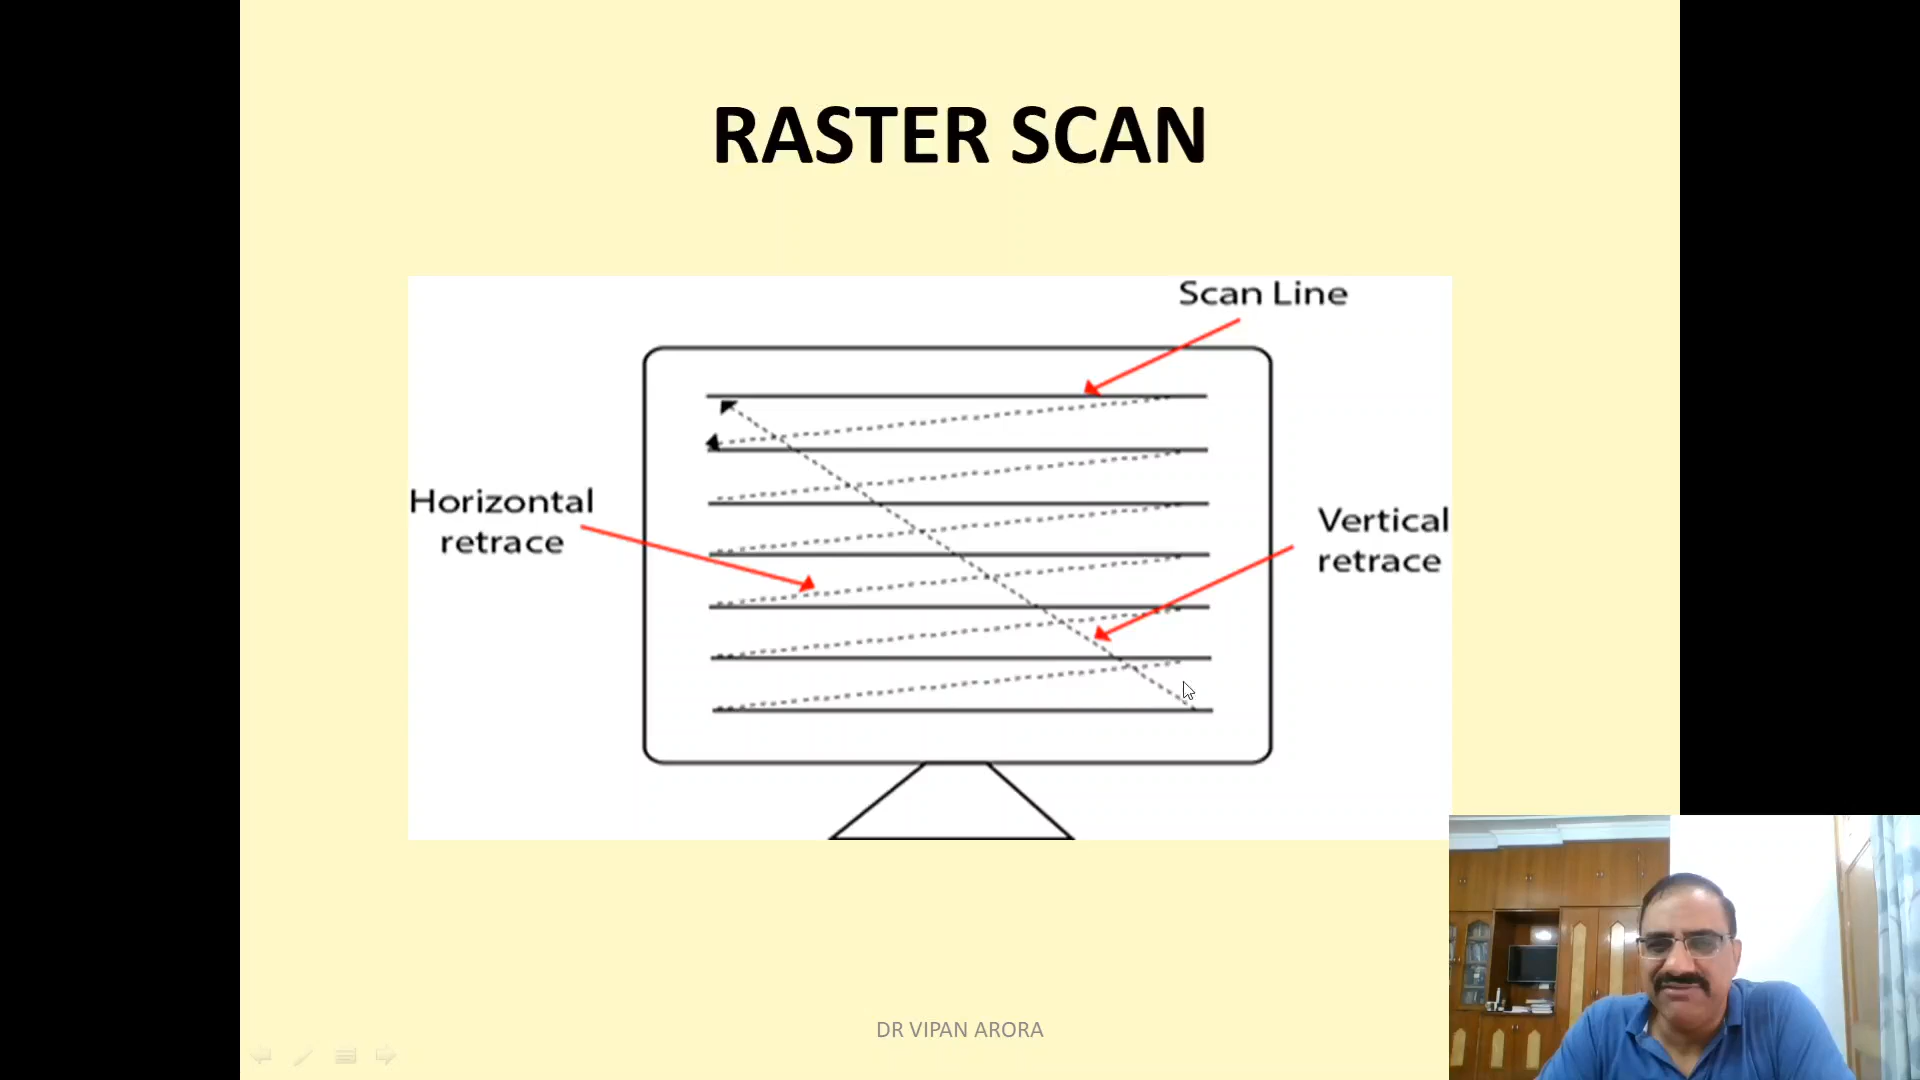 RASTER SCAN
Scan Line
Horizontal
retrace
Vertical
retrace
DR VIPAN ARORA